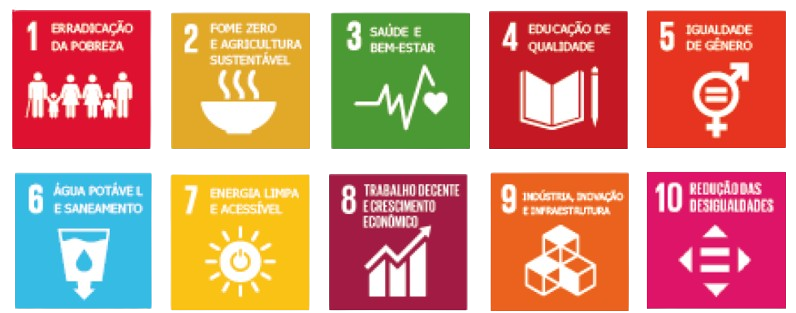 1 ERRADICAÇÃO
DA POBREZA
2 FOME ZERO
E AGRICULTURA
SUSTENTÁVEL
3 SAÚDE E
BEM-ESTAR
4 EDUCAÇÃO DE
QUALIDADE
5 IGUALDADE
DE GÊNERO
6 ÁGUA POTÁVEL
E SANEAMENTO
7 ENERGIA LIMPA
E ACESSÍVEL
8 TRABALHO DECENTE
E CRESCIMENTO
ECONÔMICO
9 INDÚSTRIA, INOVAÇÃO
E INFRAESTRUTURA
10 REDUÇÃO DAS
DESIGUALDADES